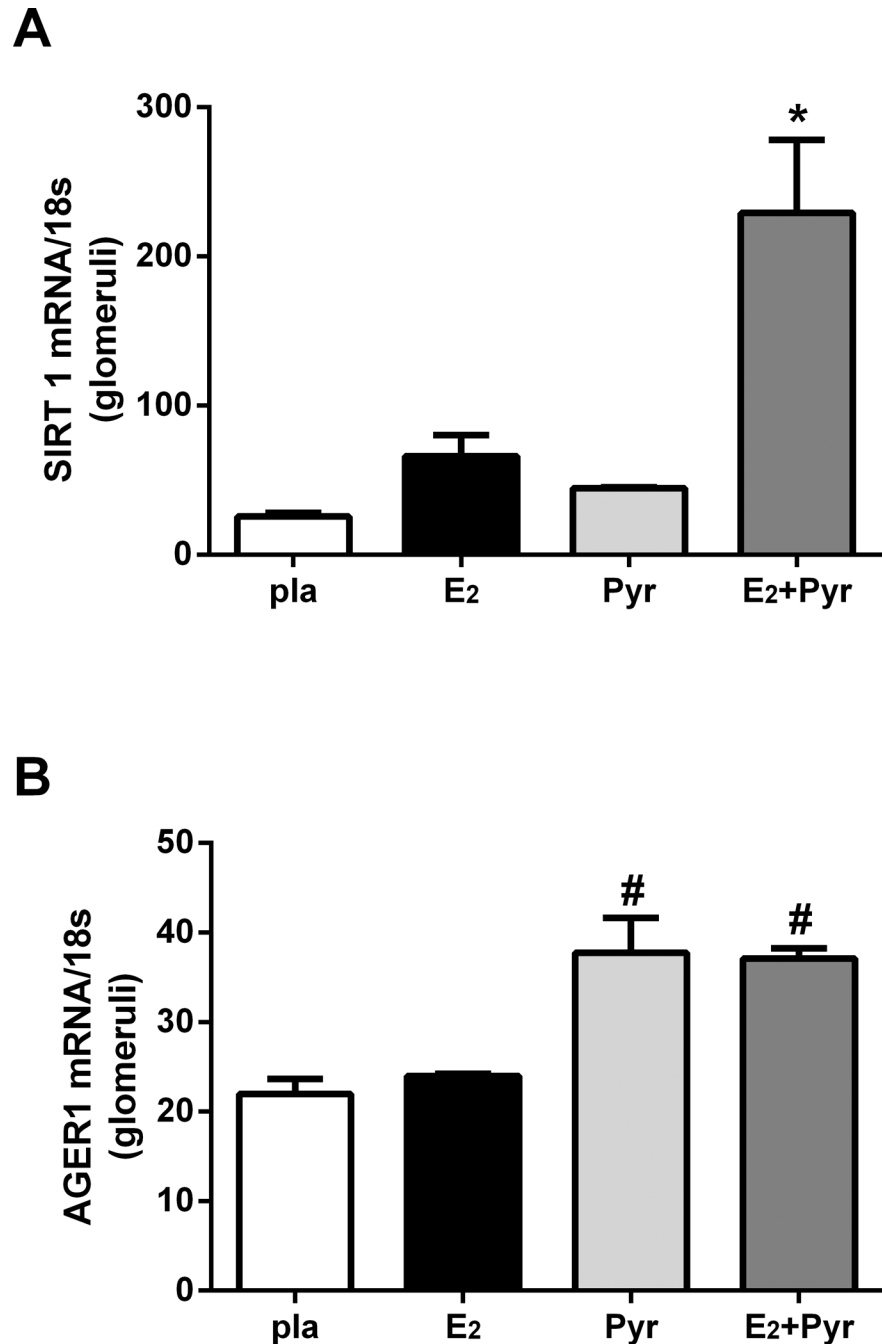 A
SIRT 1 mRNA/18s
(glomeruli)
300
200
100
0
*
pla
E2
Pyr
E2+Pyr
B
AGER1 mRNA/18s
(glomeruli)
50
40
30
20
10
0
#
#
pla
E2
Pyr
E2+Pyr